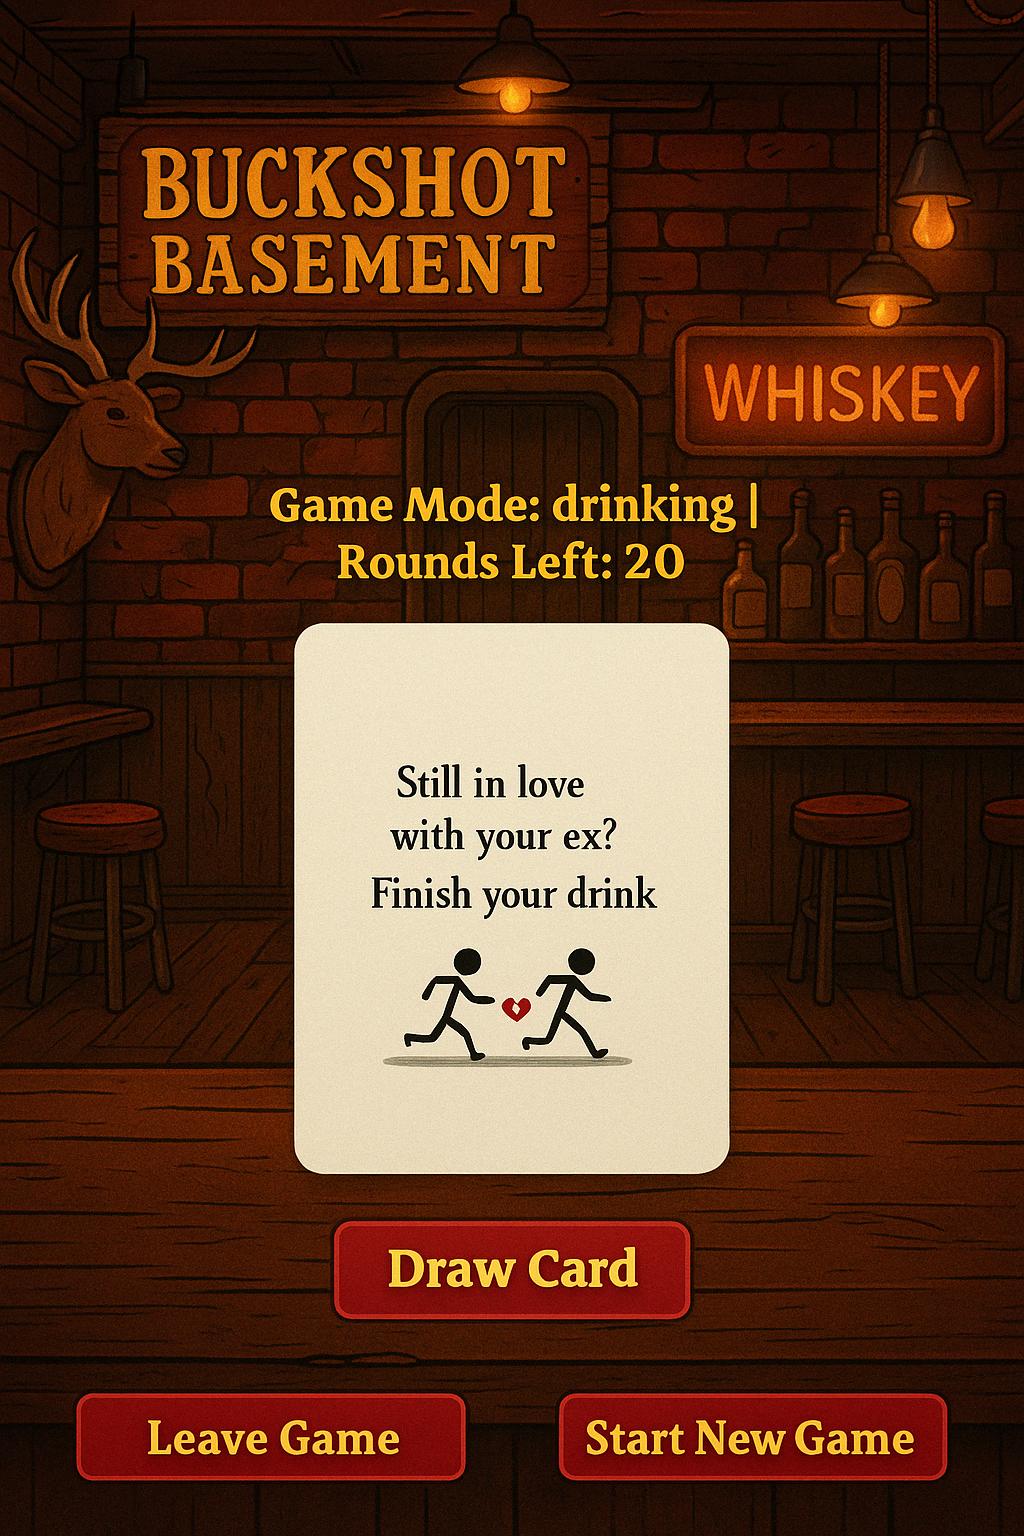 BUCKSHOT
BASEMENT
WHISKEY
Game Mode: drinking |
Rounds Left: 20
Still in love
with your ex?
Finish your drink
Draw Card
Leave Game
Start New Game